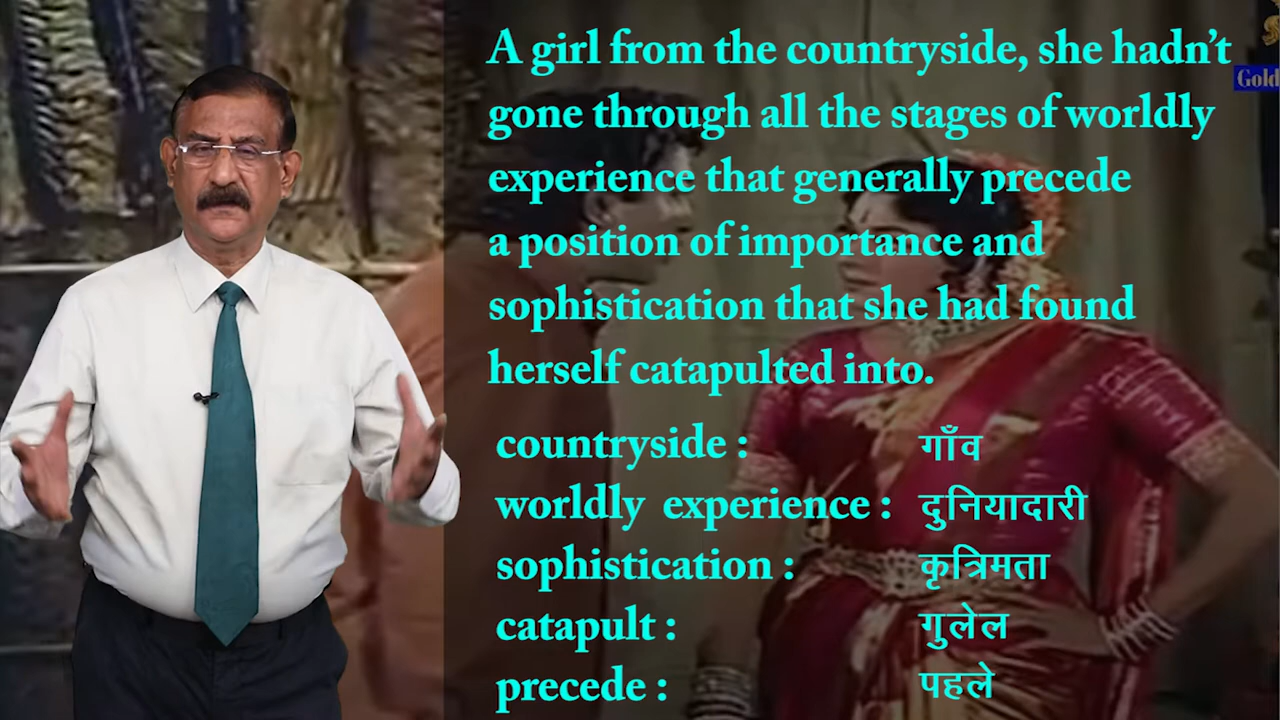 A girl from the countryside, she hadn’t
Gold
gone through all the stages of worldly
experience that generally precede
a position of importance and
sophistication that she had found
herself catapulted into.
countryside : गाँव
worldly experience : दुनियादारी
sophistication : कृत्रिमता
catapult : गुलेल
precede : पहले